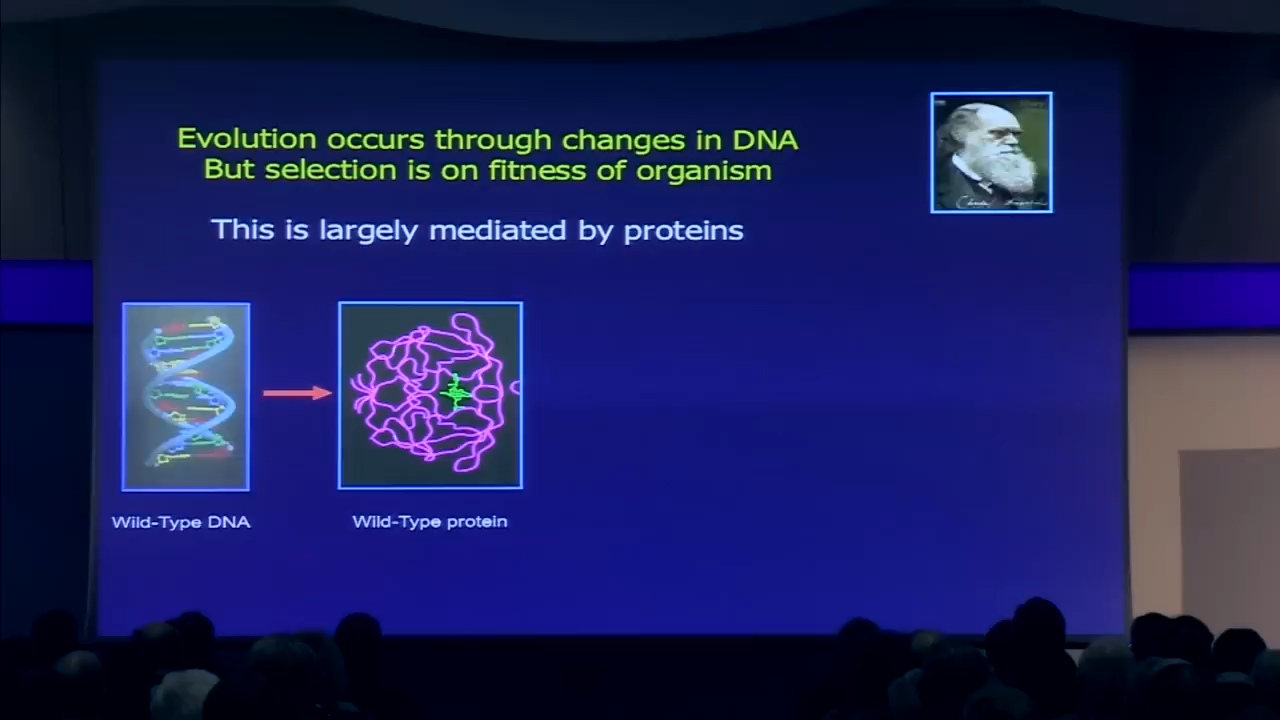 Evolution occurs through changes in DNA
But selection is on fitness of organism
This is largely mediated by proteins
Wild-Type DNA
Wild-Type protein